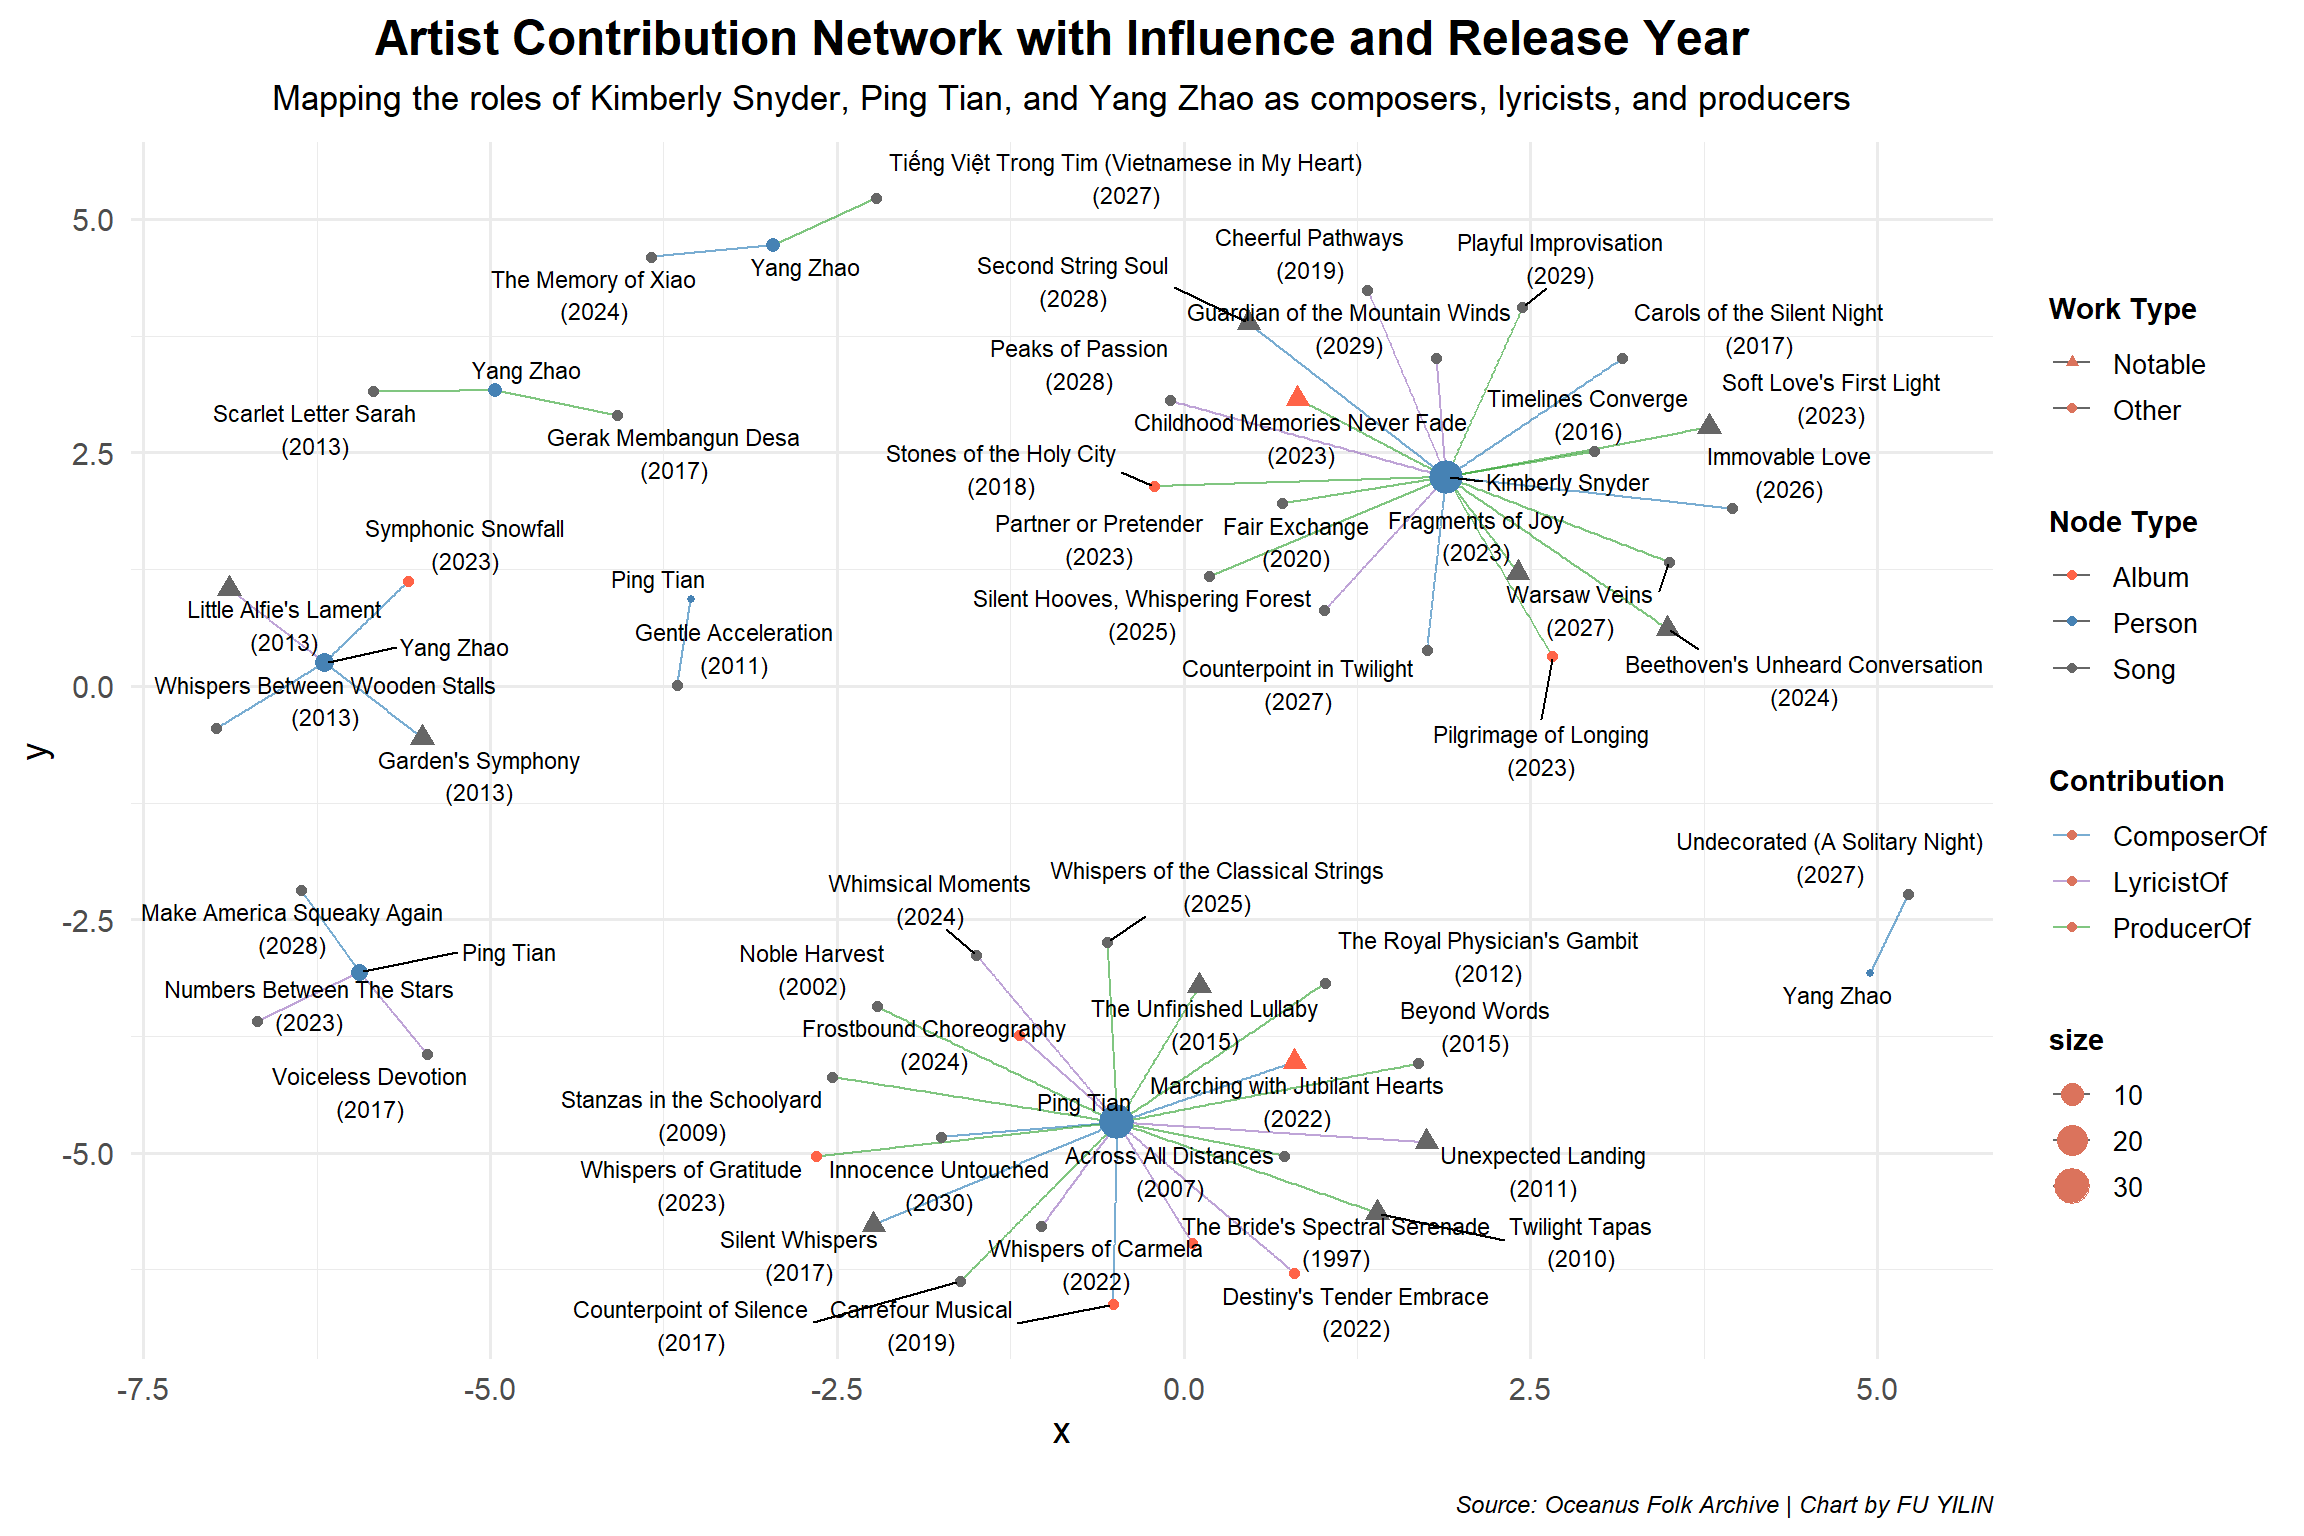 Artist Contribution Network with Influence and Release Year
Mapping the roles of Kimberly Snyder, Ping Tian, and Yang Zhao as composers, lyricists, and producers
Tiếng Việt Trong Tim (Vietnamese in My Heart)
(2027)
Yang Zhao
The Memory of Xiao
(2024)
Cheerful Pathways
(2019)
Playful Improvisation
(2029)
Second String Soul
(2028)
Guardian of the Mountain Winds
(2029)
Carols of the Silent Night
(2017)
Peaks of Passion
(2028)
Yang Zhao
Scarlet Letter Sarah
(2013)
Gerak Membangun Desa
(2017)
Soft Love's First Light
(2023)
Timelines Converge
(2016)
Childhood Memories Never Fade
(2023)
Stones of the Holy City
(2018)
Immovable Love
(2026)
Kimberly Snyder
Partner or Pretender
(2023)
Fair Exchange
(2020)
Fragments of Joy
(2023)
Symphonic Snowfall
(2023)
Ping Tian
Little Alfie's Lament
(2013)
Gentle Acceleration
(2011)
Silent Hooves, Whispering Forest
(2025)
Warsaw Veins
(2027)
Yang Zhao
Whispers Between Wooden Stalls
(2013)
Counterpoint in Twilight
(2027)
Beethoven's Unheard Conversation
(2024)
Garden's Symphony
(2013)
Pilgrimage of Longing
(2023)
Undecorated (A Solitary Night)
(2027)
Yang Zhao
Whimsical Moments
(2024)
Whispers of the Classical Strings
(2025)
Make America Squeaky Again
(2028)
Ping Tian
Numbers Between The Stars
(2023)
Voiceless Devotion
(2017)
Noble Harvest
(2002)
The Royal Physician's Gambit
(2012)
The Unfinished Lullaby
(2015)
Beyond Words
(2015)
Frostbound Choreography
(2024)
Marching with Jubilant Hearts
(2022)
Ping Tian
Stanzas in the Schoolyard
(2009)
Across All Distances
(2007)
Unexpected Landing
(2011)
Whispers of Gratitude
(2023)
Innocence Untouched
(2030)
The Bride's Spectral Serenade
(1997)
Twilight Tapas
(2010)
Silent Whispers
(2017)
Whispers of Carmela
(2022)
Destiny's Tender Embrace
(2022)
Counterpoint of Silence
(2017)
Carrefour Musical
(2019)
5.0
2.5
0.0
-2.5
-5.0
y
-7.5
-5.0
-2.5
0.0
2.5
5.0
x
Work Type
Notable
Other
Node Type
Album
Person
Song
Contribution
ComposerOf
LyricistOf
ProducerOf
size
10
20
30
Source: Oceanus Folk Archive | Chart by FU YILIN